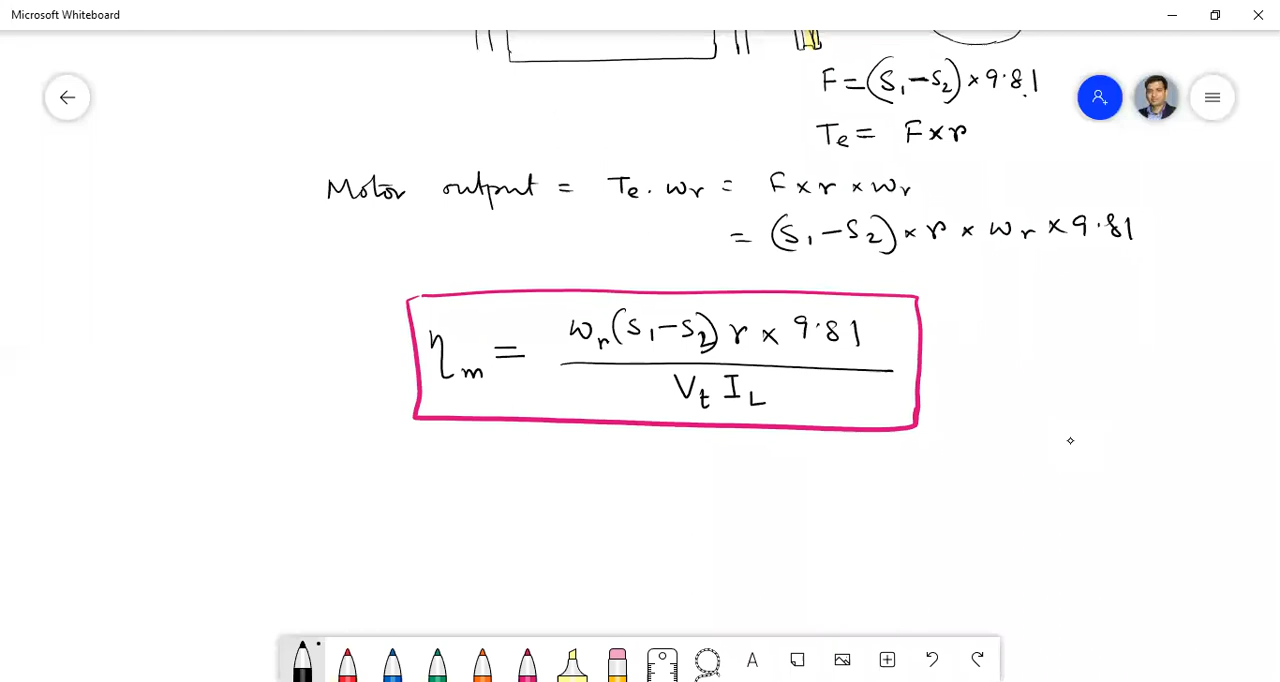 Microsoft Whiteboard
F = (S₁-S₂) × 9.81
Te = F × r
Motor output = Te . ωr = F × r × ωr
= (S₁-S₂) × r × ωr × 9.81
ηm = ωr (S₁-S₂) r × 9.81
Vt IL
A